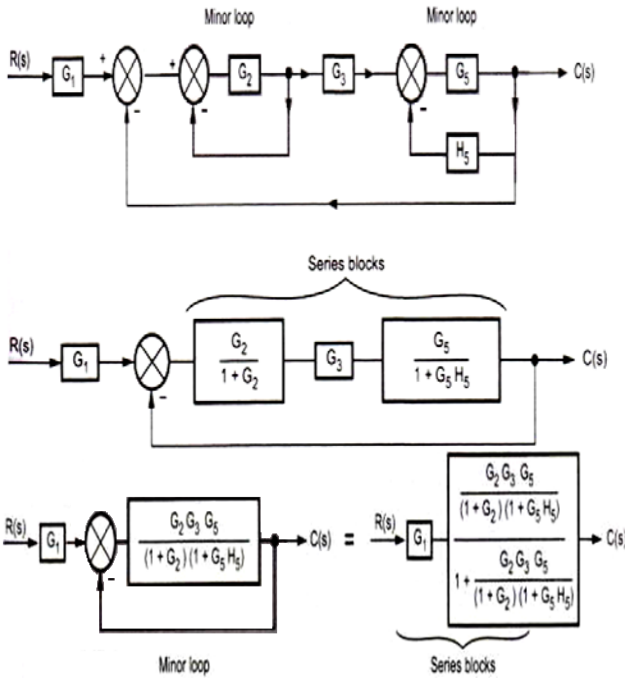 Minor loop
Minor loop
R(s) G₁ + - + - G₂ G₃ - G₅ C(s)
H₅
Series blocks
R(s) G₁ - G₂ / 1 + G₂ G₃ G₅ / 1 + G₅ H₅ C(s)
R(s) G₁ - G₂ G₃ G₅ / (1 + G₂) (1 + G₅ H₅) C(s) = R(s) G₁ G₂ G₃ G₅ / (1 + G₂) (1 + G₅ H₅) / 1 + G₂ G₃ G₅ / (1 + G₂) (1 + G₅ H₅) C(s)
Minor loop
Series blocks